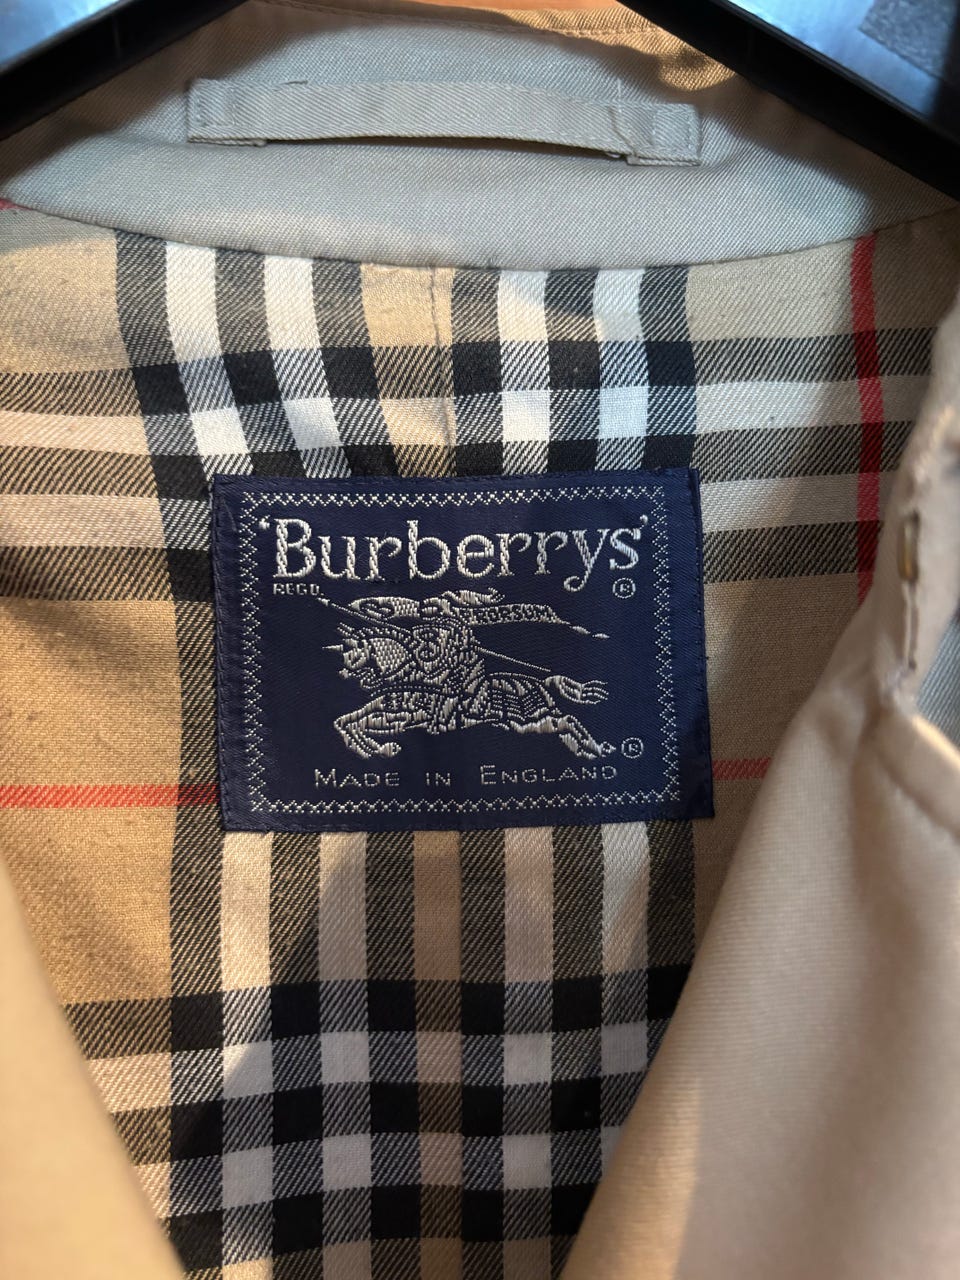 'Burberrys'
REGD. ®
®
MADE IN ENGLAND